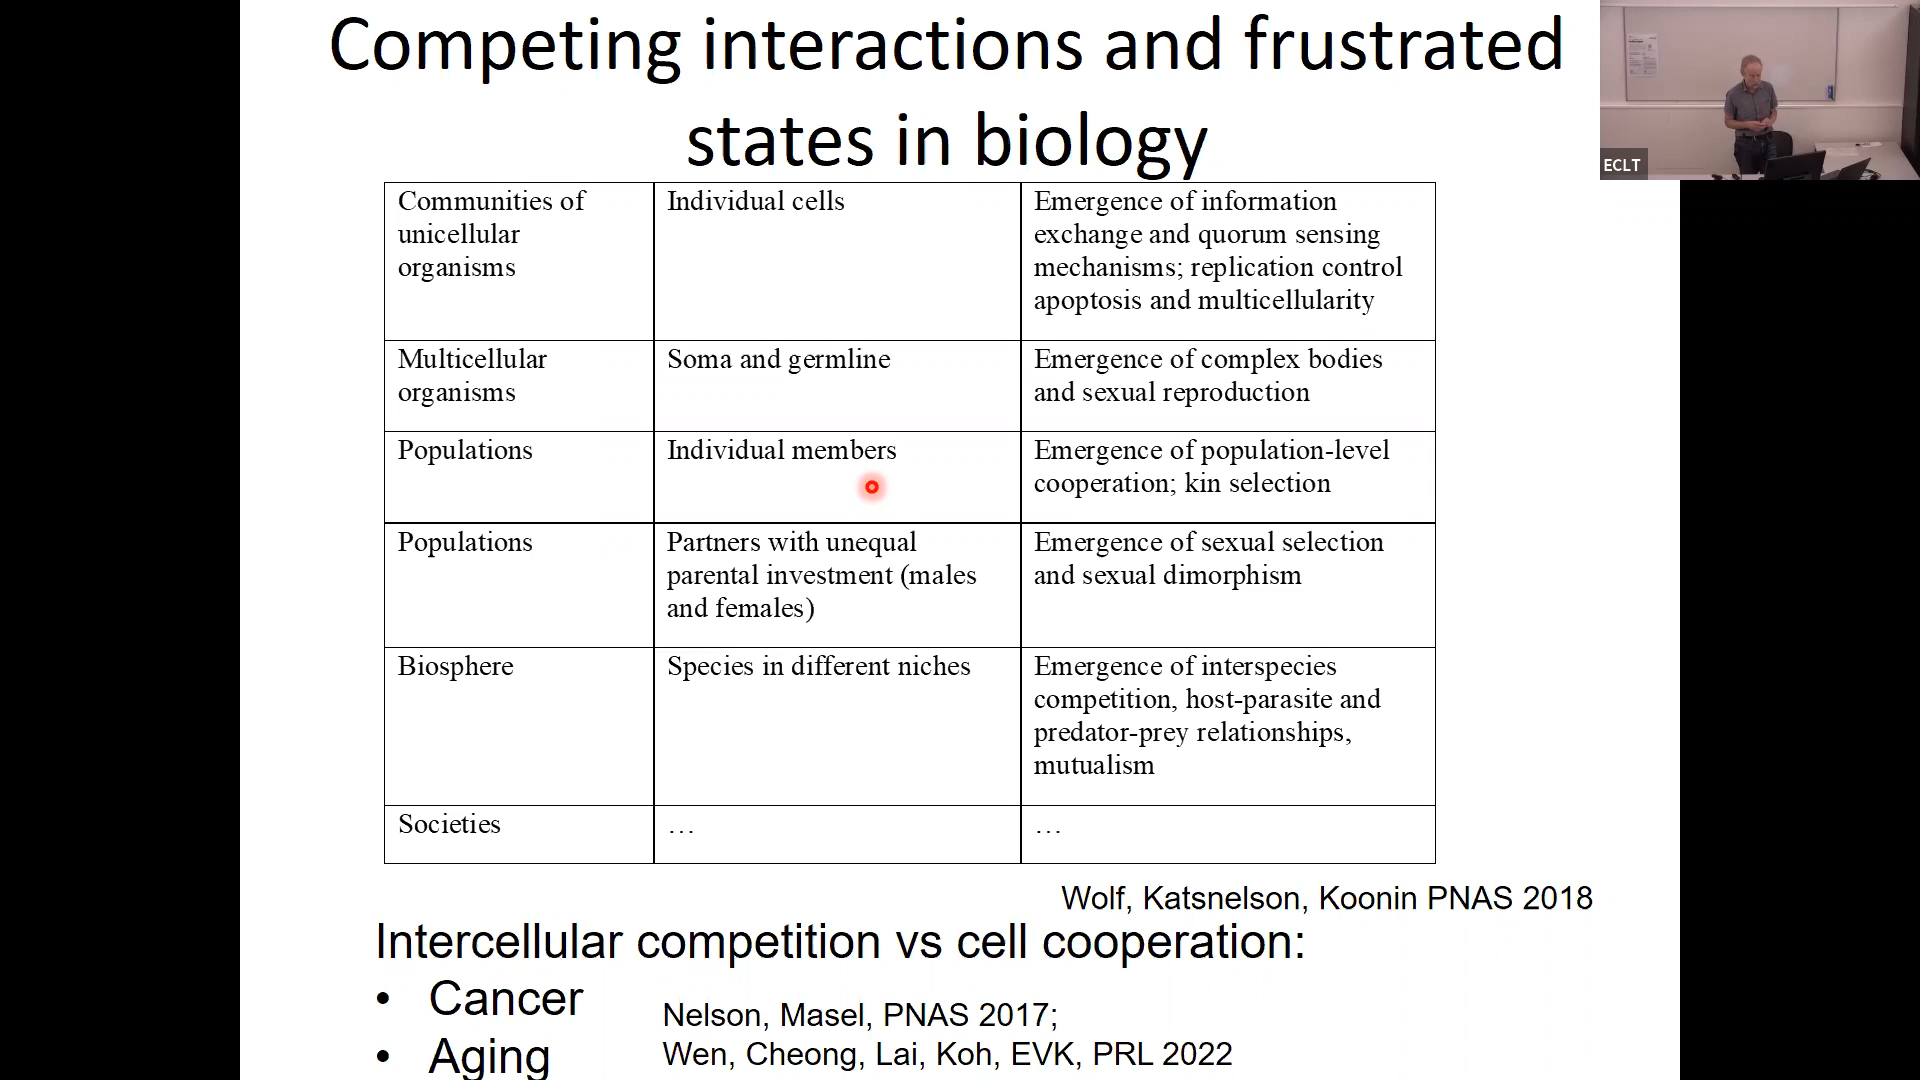 Competing interactions and frustrated
states in biology
ECLT
Communities of
unicellular
organisms
Individual cells
Emergence of information
exchange and quorum sensing
mechanisms; replication control
apoptosis and multicellularity
Multicellular
organisms
Soma and germline
Emergence of complex bodies
and sexual reproduction
Populations
Individual members
Emergence of population-level
cooperation; kin selection
Populations
Partners with unequal
parental investment (males
and females)
Emergence of sexual selection
and sexual dimorphism
Biosphere
Species in different niches
Emergence of interspecies
competition, host-parasite and
predator-prey relationships,
mutualism
Societies
…
…
Wolf, Katsnelson, Koonin PNAS 2018
Intercellular competition vs cell cooperation:
• Cancer
• Aging
Nelson, Masel, PNAS 2017;
Wen, Cheong, Lai, Koh, EVK, PRL 2022